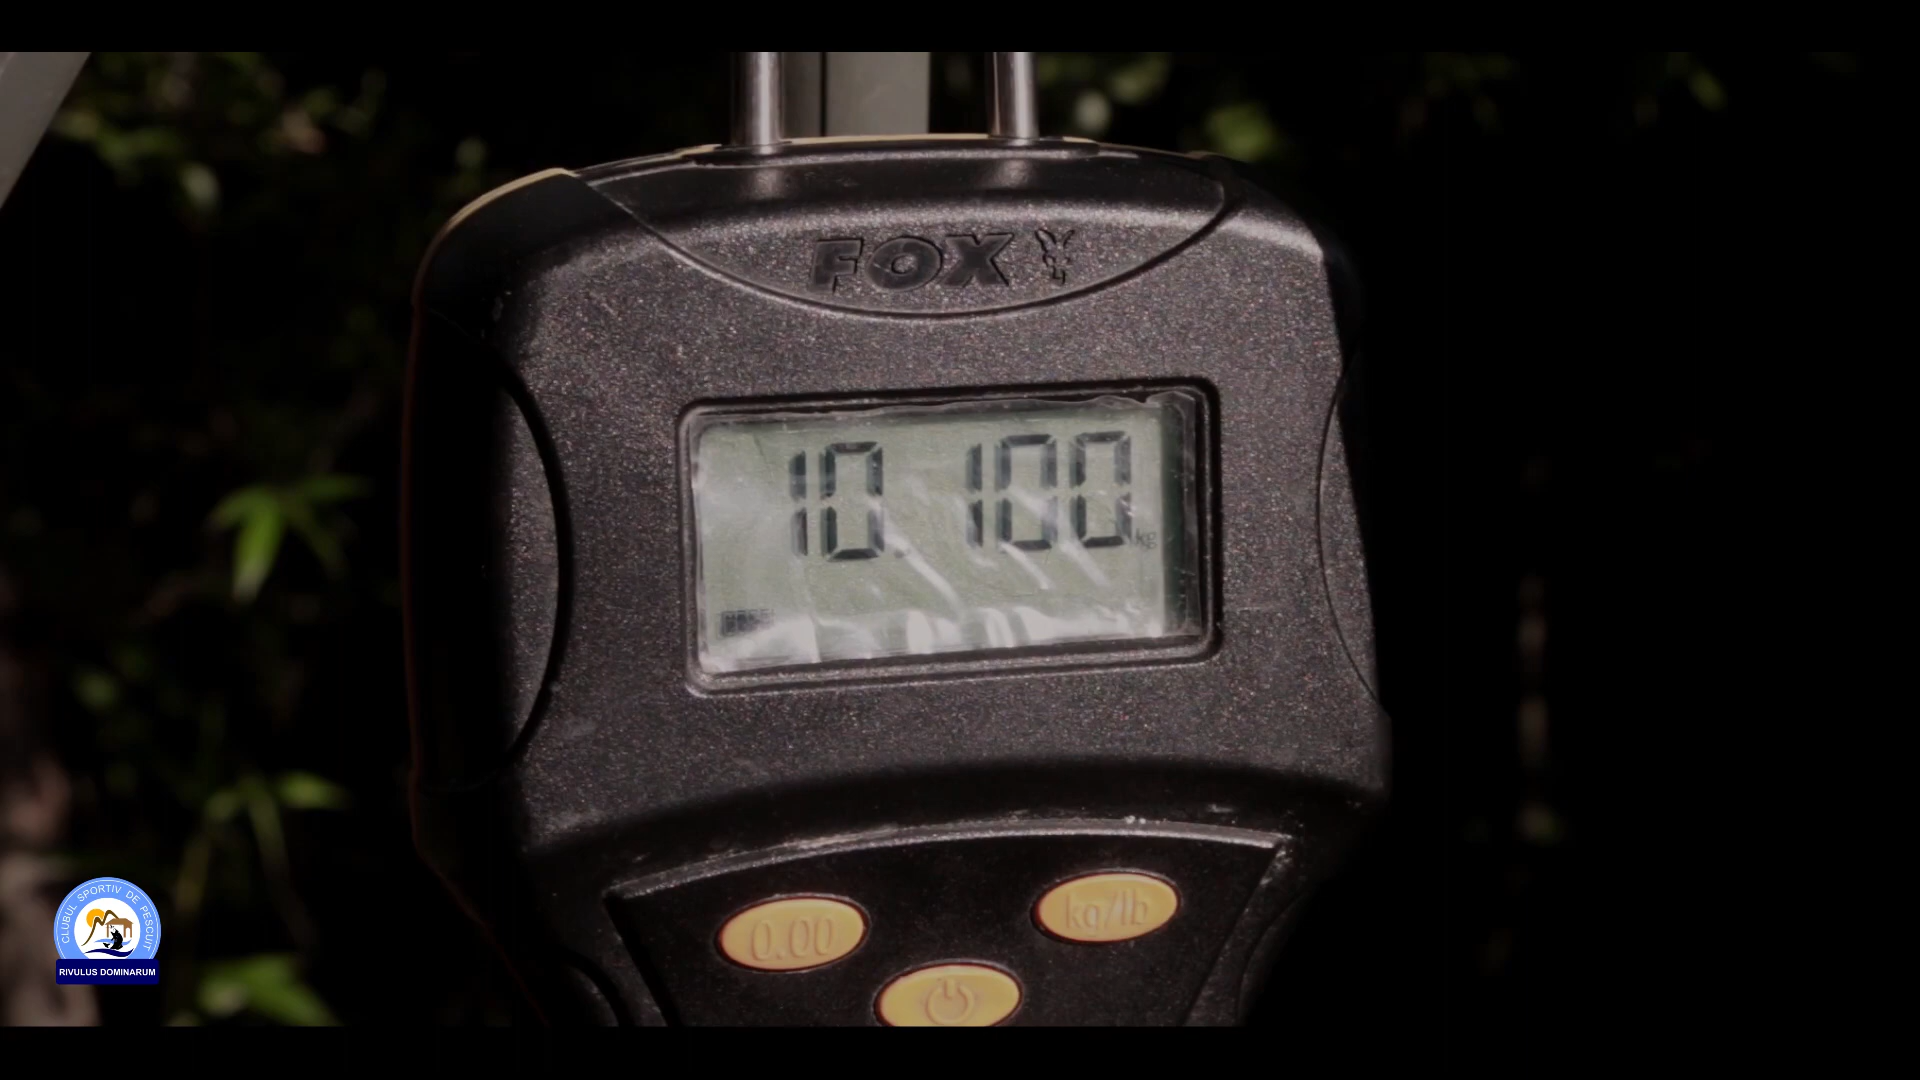 FOX
10.100 kg
0.00
kg/lb
CLUBUL SPORTIV DE PESCUIT
RIVULUS DOMINARUM